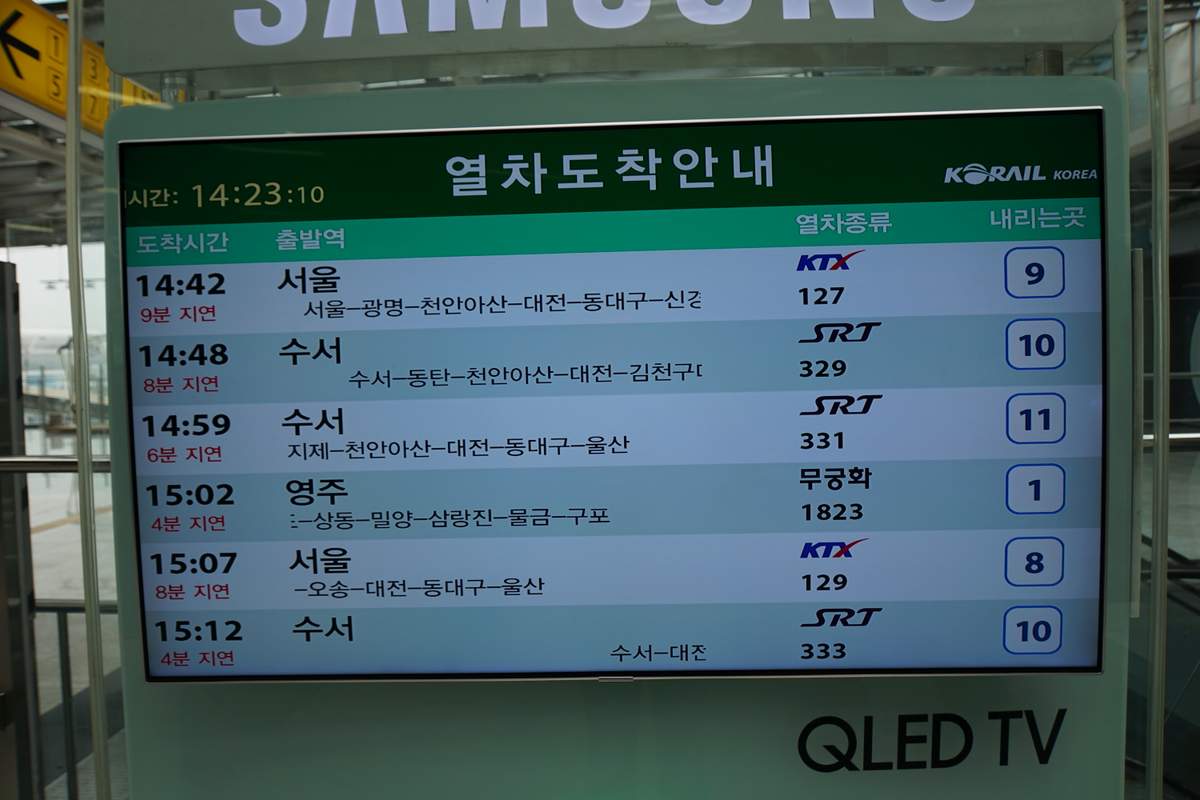 SAMSUNG
1 3
5 7
시간: 14:23:10 열차도착안내 KORAIL KOREA
도착시간 출발역 열차종류 내리는곳
14:42 서울 KTX 9
9분 지연 서울-광명-천안아산-대전-동대구-신경 127
14:48 수서 SRT 10
8분 지연 수서-동탄-천안아산-대전-김천구 329
14:59 수서 SRT 11
6분 지연 지제-천안아산-대전-동대구-울산 331
15:02 영주 무궁화 1
4분 지연 -상동-밀양-삼랑진-물금-구포 1823
15:07 서울 KTX 8
8분 지연 -오송-대전-동대구-울산 129
15:12 수서 SRT 10
4분 지연 수서-대전 333
QLED TV